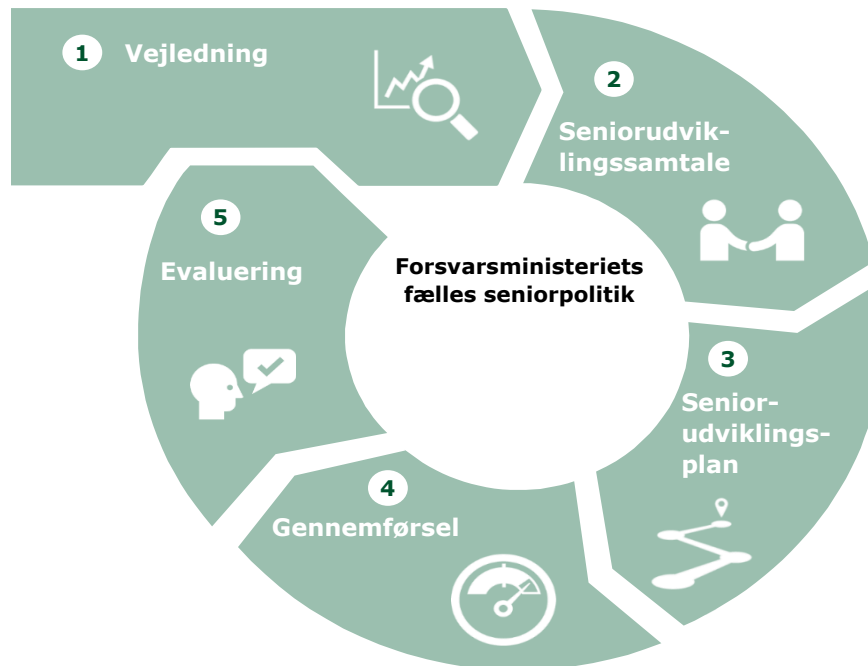 1 Vejledning
2
Seniorudvik-
lingssamtale
3
Senior-
udviklings-
plan
4
Gennemførsel
5
Evaluering
Forsvarsministeriets
fælles seniorpolitik